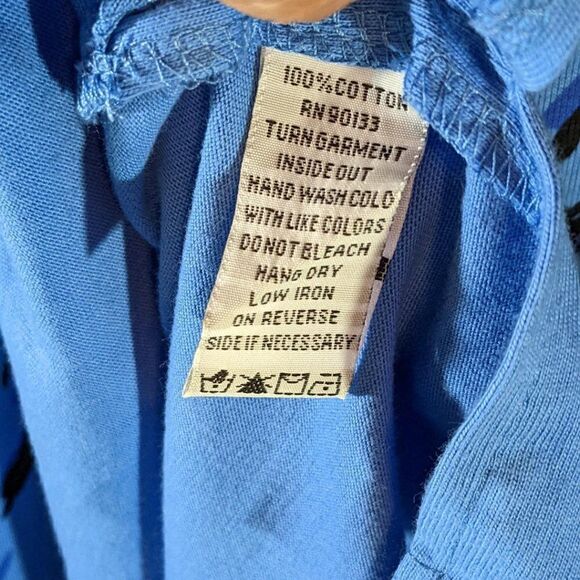 100% COTTON
RN 90133
TURN GARMENT
INSIDE OUT
HAND WASH COLD
WITH LIKE COLORS
DO NOT BLEACH
HANG DRY
LOW IRON
ON REVERSE
SIDE IF NECESSARY